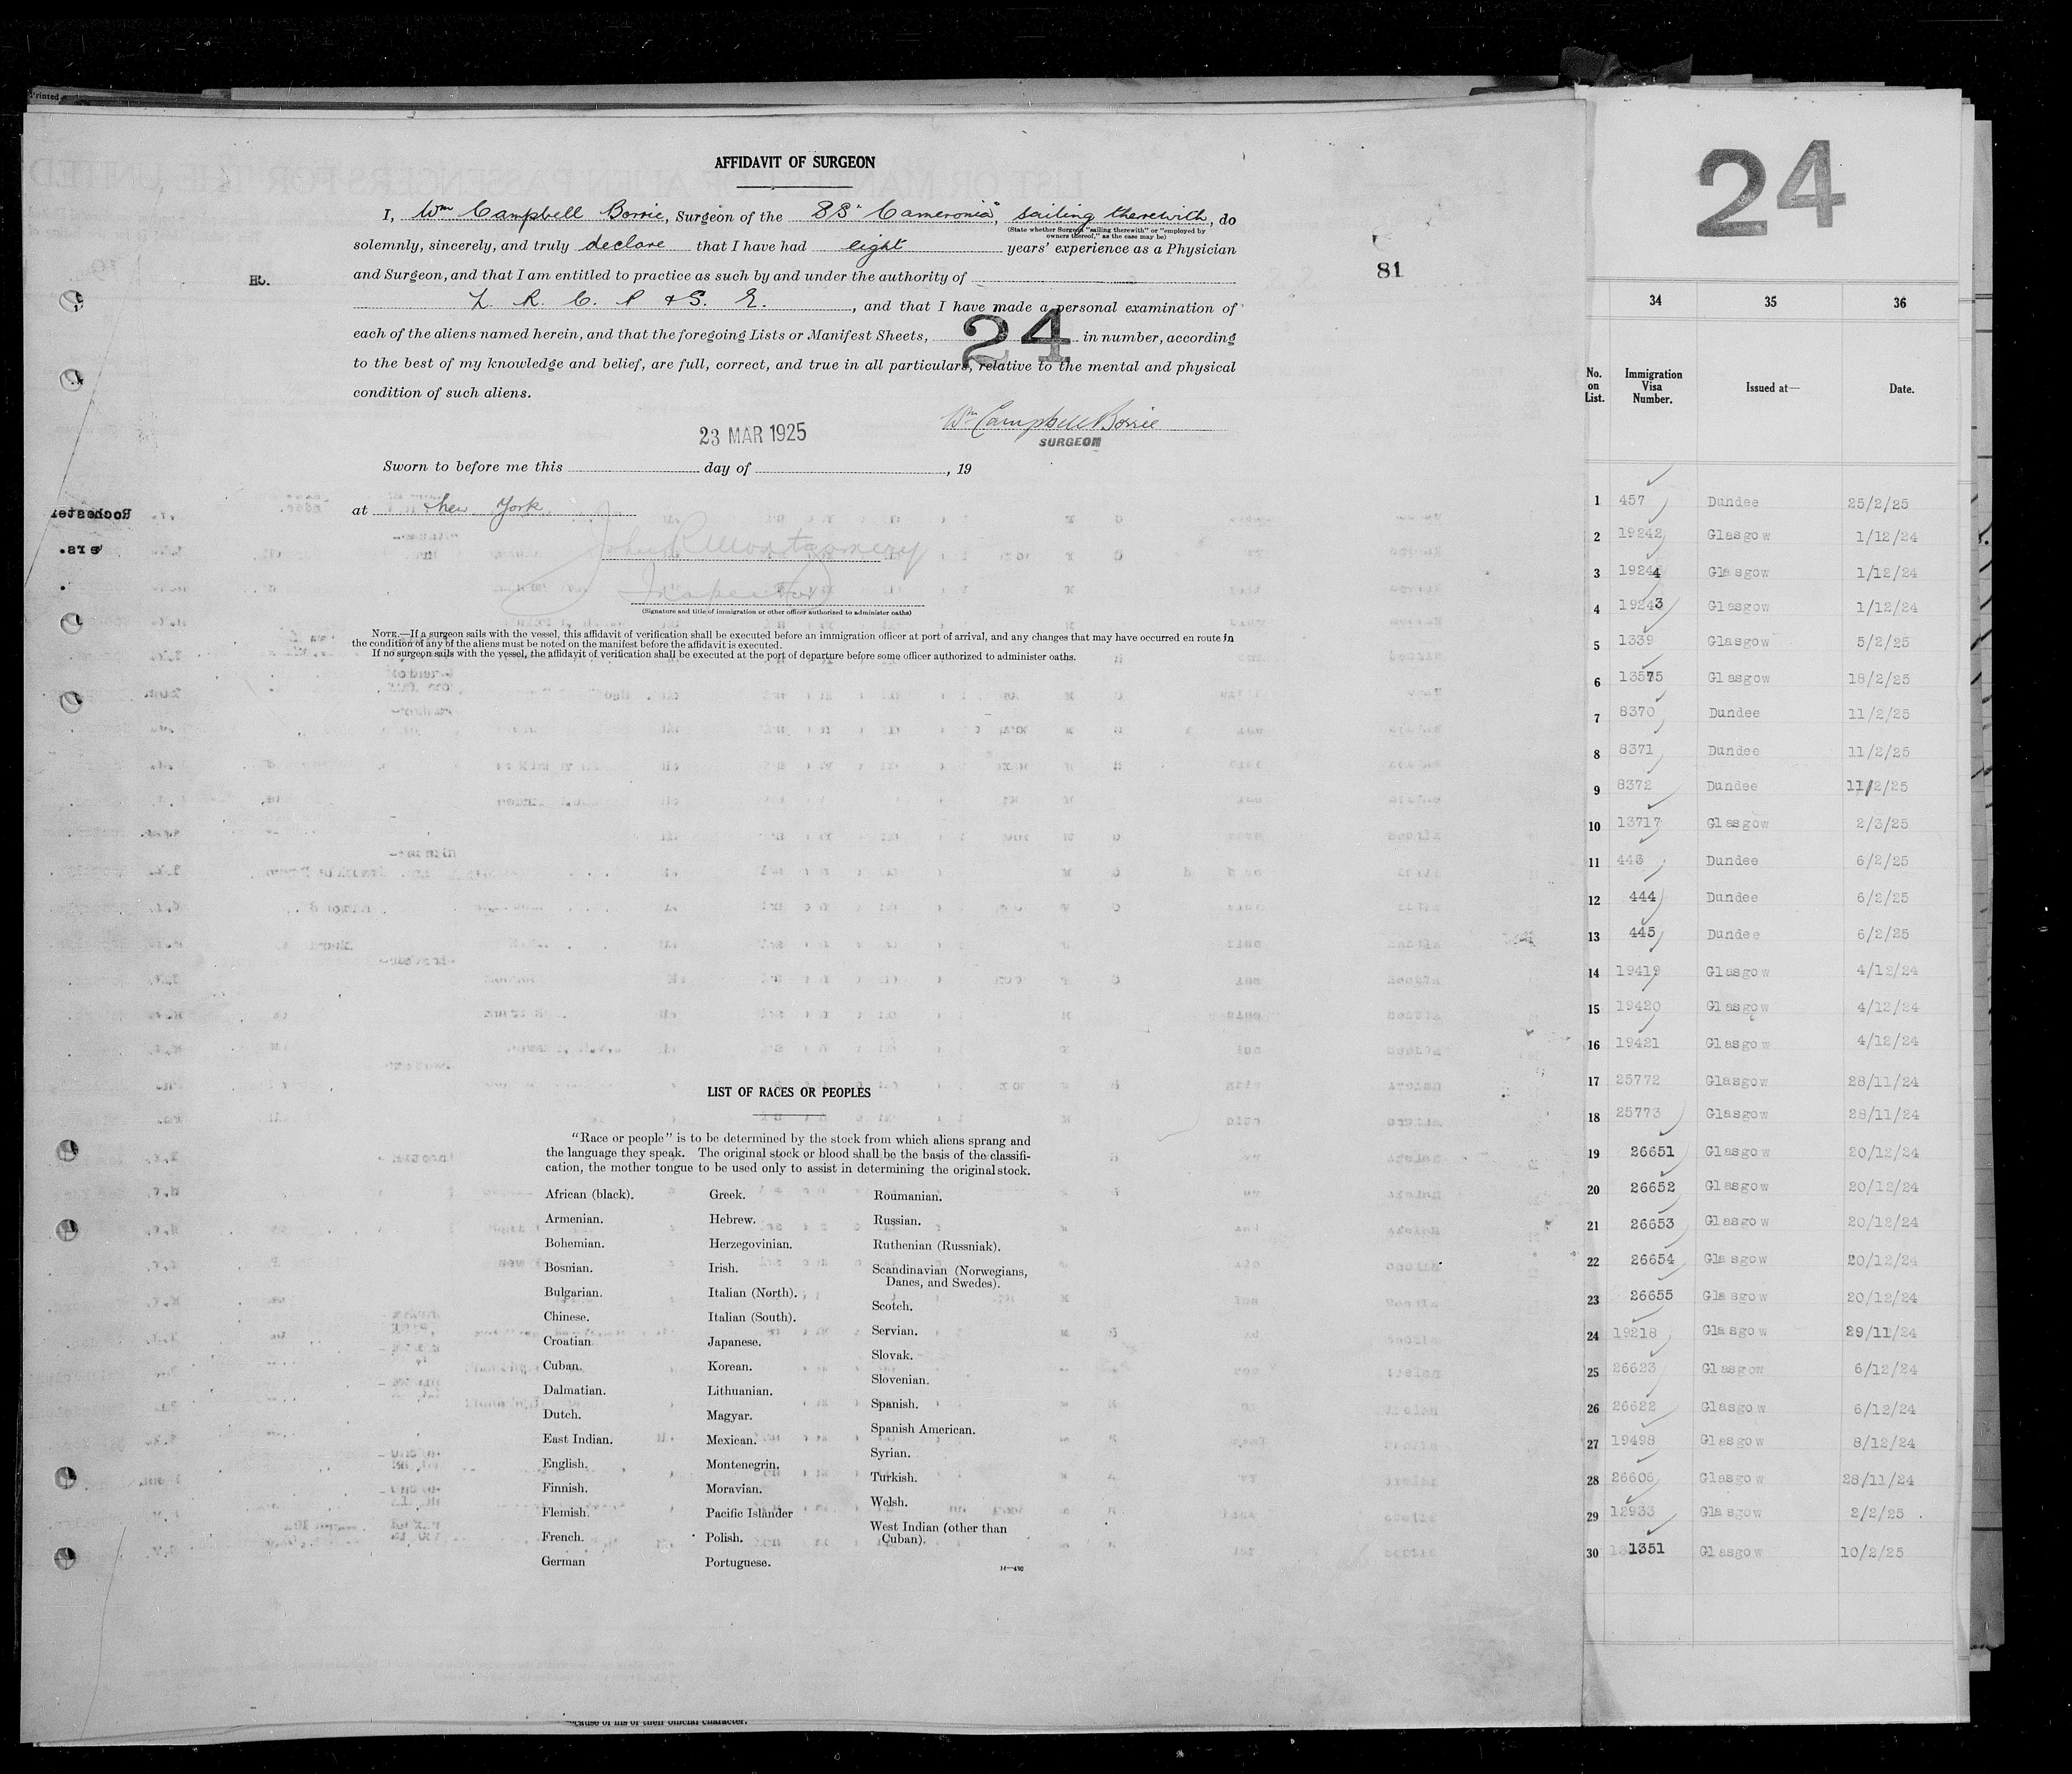 Printed
AFFIDAVIT OF SURGEON
I, Wm Campbell Borrie, Surgeon of the SS "Cameronia", sailing therewith, do
(State whether Surgeon "sailing therewith" or "employed by
owners thereof," as the case may be)
solemnly, sincerely, and truly declare that I have had eight years' experience as a Physician
and Surgeon, and that I am entitled to practice as such by and under the authority of
L. R. C. P & S. E., and that I have made a personal examination of
each of the aliens named herein, and that the foregoing Lists or Manifest Sheets, 24 in number, according
to the best of my knowledge and belief, are full, correct, and true in all particulars, relative to the mental and physical
condition of such aliens.
Wm Campbell Borrie
SURGEON
23 MAR 1925
Sworn to before me this day of , 19
at New York
John R Montgomery
Inspector
(Signature and title of immigration or other officer authorized to administer oaths)
NOTE.—If a surgeon sails with the vessel, this affidavit of verification shall be executed before an immigration officer at port of arrival, and any changes that may have occurred en route in
the condition of any of the aliens must be noted on the manifest before the affidavit is executed.
If no surgeon sails with the vessel, the affidavit of verification shall be executed at the port of departure before some officer authorized to administer oaths.
81
LIST OF RACES OR PEOPLES
"Race or people" is to be determined by the stock from which aliens sprang and
the language they speak. The original stock or blood shall be the basis of the classifi-
cation, the mother tongue to be used only to assist in determining the original stock.
African (black).
Armenian.
Bohemian.
Bosnian.
Bulgarian.
Chinese.
Croatian
Cuban.
Dalmatian.
Dutch.
East Indian.
English.
Finnish.
Flemish.
French.
German
Greek.
Hebrew.
Herzegovinian.
Irish.
Italian (North).
Italian (South).
Japanese.
Korean.
Lithuanian.
Magyar.
Mexican.
Montenegrin.
Moravian.
Pacific Islander
Polish.
Portuguese.
Roumanian.
Russian.
Ruthenian (Russniak).
Scandinavian (Norwegians,
Danes, and Swedes).
Scotch.
Servian.
Slovak.
Slovenian.
Spanish.
Spanish American.
Syrian.
Turkish.
Welsh.
West Indian (other than
Cuban).
14—430
cause of his or their official character.
24
34 35 36
No. on List. Immigration Visa Number. Issued at— Date.
1 457 Dundee 25/2/25
2 19242 Glasgow 1/12/24
3 19244 Glasgow 1/12/24
4 19243 Glasgow 1/12/24
5 1339 Glasgow 5/2/25
6 13575 Glasgow 18/2/25
7 8370 Dundee 11/2/25
8 8371 Dundee 11/2/25
9 8372 Dundee 11/2/25
10 13717 Glasgow 2/3/25
11 443 Dundee 6/2/25
12 444 Dundee 6/2/25
13 445 Dundee 6/2/25
14 19419 Glasgow 4/12/24
15 19420 Glasgow 4/12/24
16 19421 Glasgow 4/12/24
17 25772 Glasgow 28/11/24
18 25773 Glasgow 28/11/24
19 26651 Glasgow 20/12/24
20 26652 Glasgow 20/12/24
21 26653 Glasgow 20/12/24
22 26654 Glasgow 20/12/24
23 26655 Glasgow 20/12/24
24 19218 Glasgow 29/11/24
25 26623 Glasgow 6/12/24
26 26622 Glasgow 6/12/24
27 19498 Glasgow 8/12/24
28 26606 Glasgow 28/11/24
29 12933 Glasgow 2/2/25
30 1351 Glasgow 10/2/25